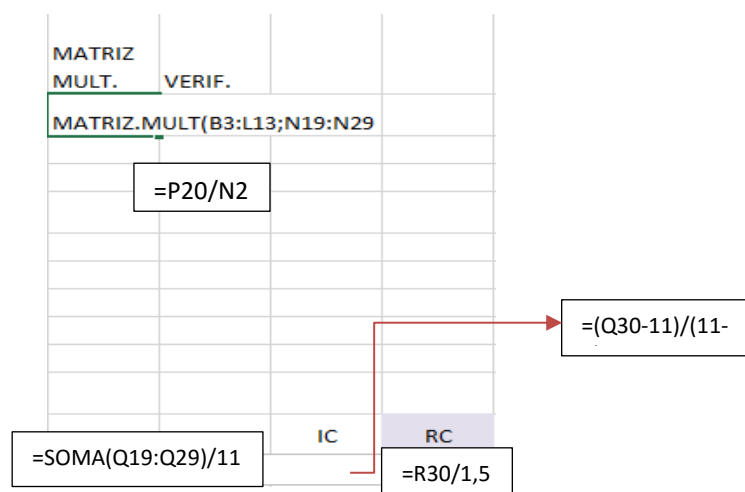 MATRIZ
MULT. VERIF.
MATRIZ.MULT(B3:L13;N19:N29
=P20/N2
=(Q30-11)/(11-
IC RC
=SOMA(Q19:Q29)/11
=R30/1,5